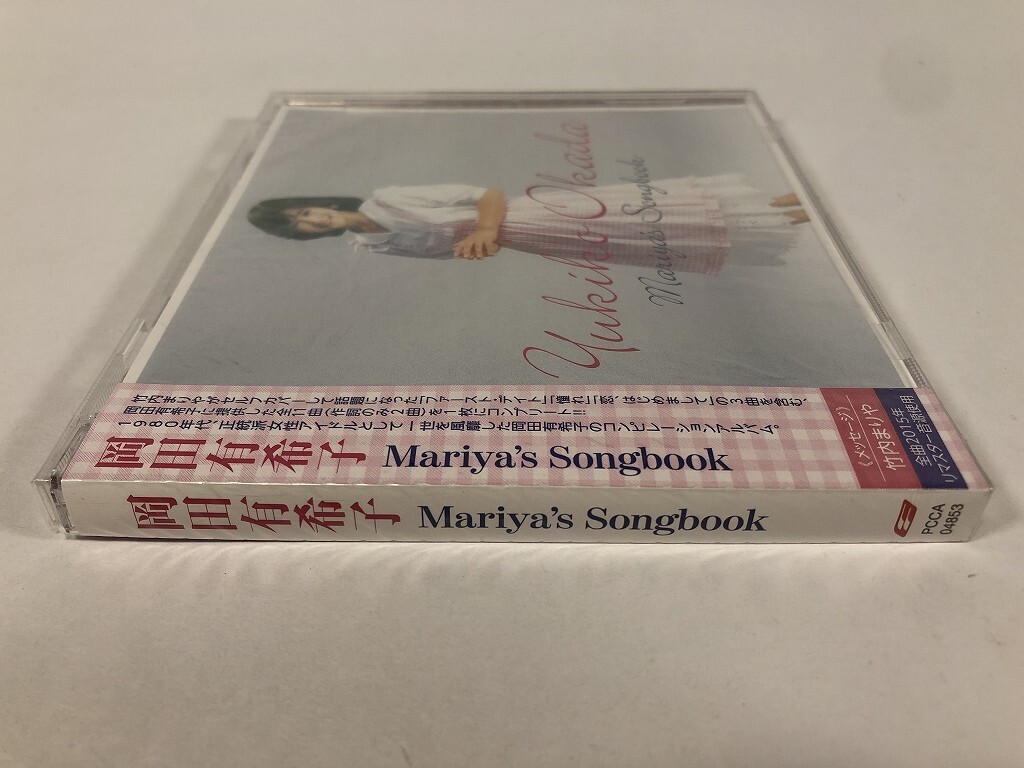 Yukiko Okada
Mariya's Songbook
竹内まりやがセルフカバーして話題になった「ファースト・デイト」「憧れ」「恋、はじめまして」の3曲を含む、
岡田有希子に提供した全11曲(作詞のみ2曲)を一枚にコンプリート!!!
1980年代、正統派女性アイドルとして一世を風靡した岡田有希子のコンピレーションアルバム。
岡田有希子 Mariya's Songbook
《メッセージ》
竹内まりや
全曲2015年
リマスター音源使用
岡田有希子 Mariya's Songbook
PCCA
04853